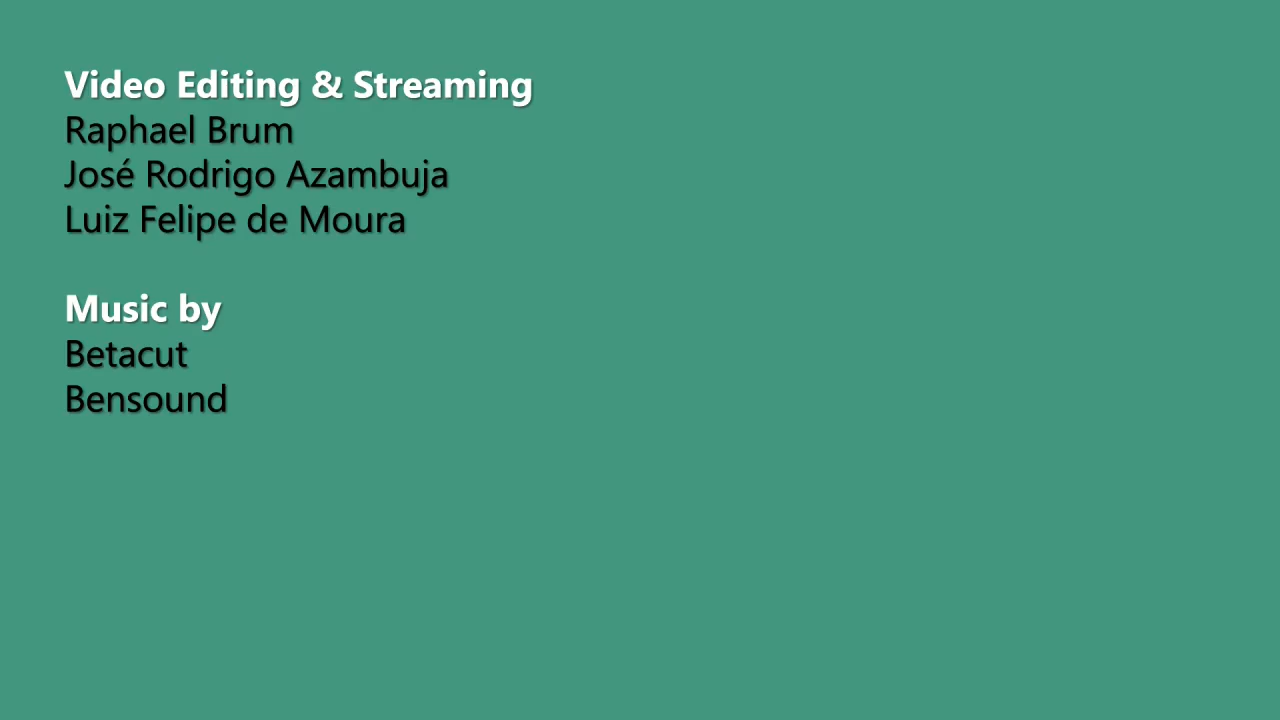 Video Editing & Streaming
Raphael Brum
José Rodrigo Azambuja
Luiz Felipe de Moura
Music by
Betacut
Bensound